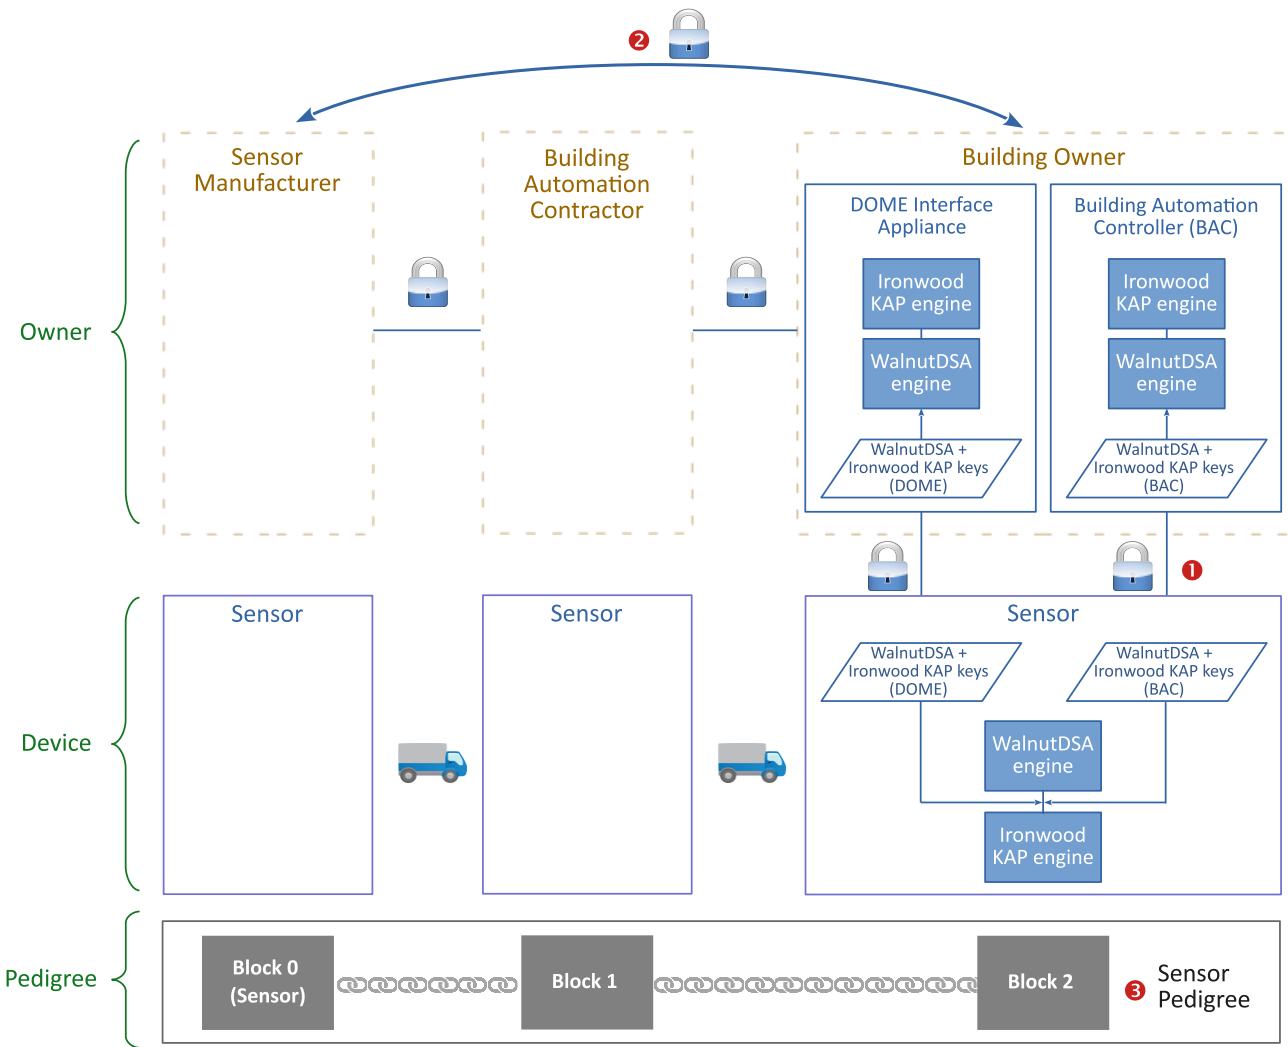 ❷
Sensor
Manufacturer
Building
Automation
Contractor
Building Owner
DOME Interface
Appliance
Ironwood
KAP engine
WalnutDSA
engine
WalnutDSA +
Ironwood KAP keys
(DOME)
Building Automation
Controller (BAC)
Ironwood
KAP engine
WalnutDSA
engine
WalnutDSA +
Ironwood KAP keys
(BAC)
Owner
❶
Sensor
Sensor
Sensor
WalnutDSA +
Ironwood KAP keys
(DOME)
WalnutDSA +
Ironwood KAP keys
(BAC)
WalnutDSA
engine
Ironwood
KAP engine
Device
Pedigree
Block 0
(Sensor)
Block 1
Block 2
❸
Sensor
Pedigree